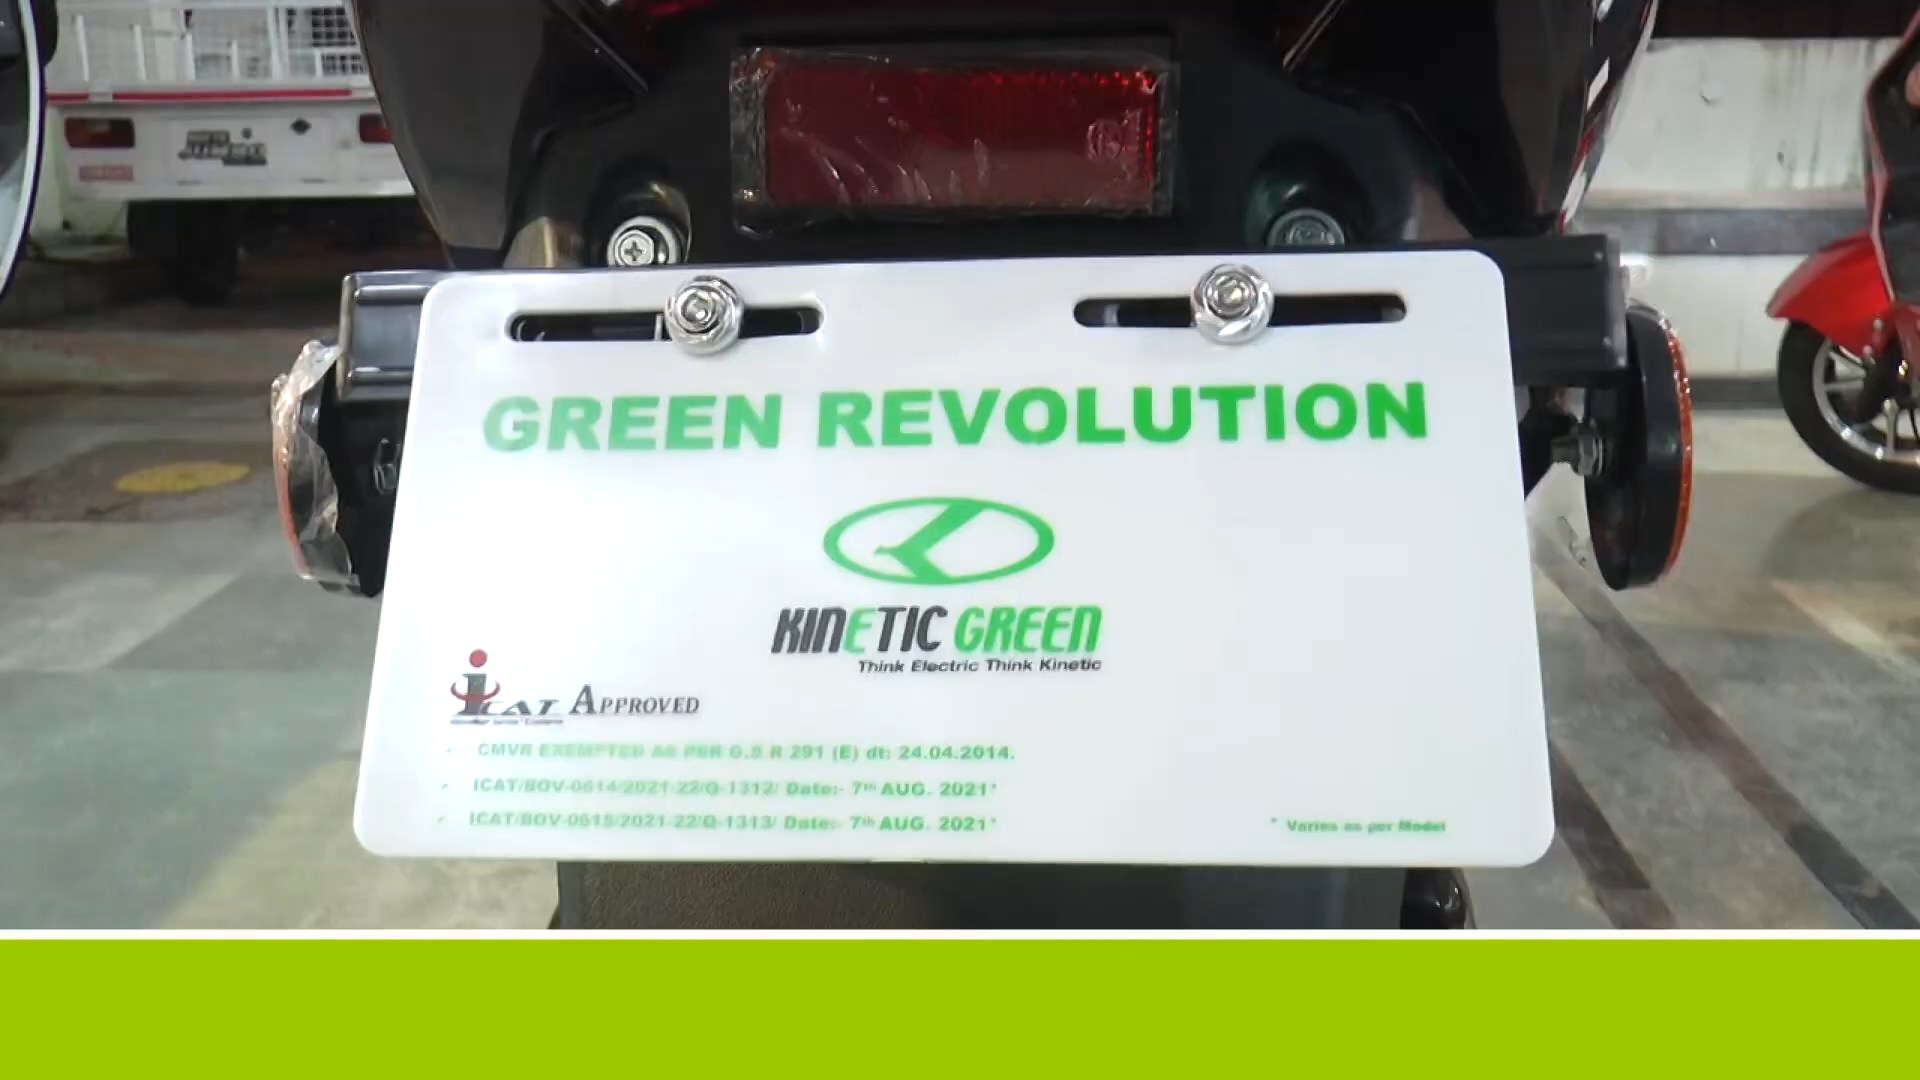 GREEN REVOLUTION
KINETIC GREEN
Think Electric Think Kinetic
iCAT APPROVED
CMVR EXEMPTED AS PER G.S R 291 (E) dt: 24.04.2014.
ICAT/BOV-0614/2021-22/Q-1312/ Date:- 7th AUG. 2021*
ICAT/BOV-0615/2021-22/Q-1313/ Date:- 7th AUG. 2021*
* Varies as per Model